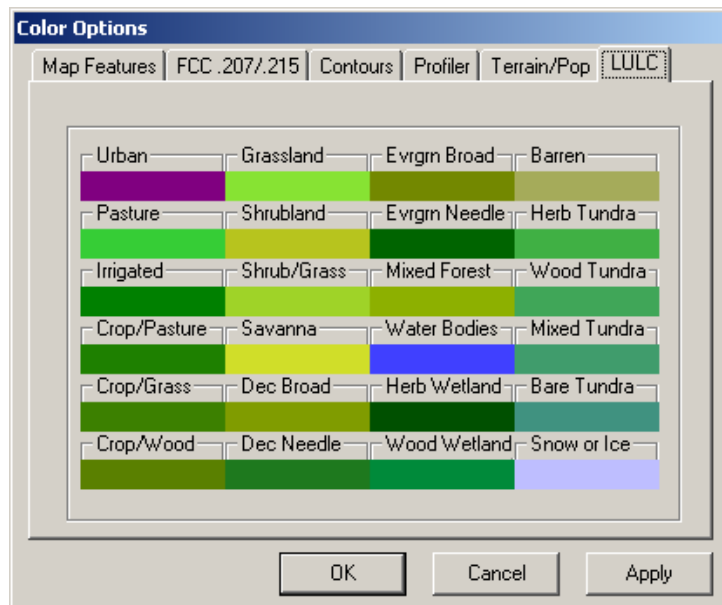 Color Options
Map Features FCC .207/.215 Contours Profiler Terrain/Pop LULC
Urban Grassland Evrgrn Broad Barren
Pasture Shrubland Evrgrn Needle Herb Tundra
Irrigated Shrub/Grass Mixed Forest Wood Tundra
Crop/Pasture Savanna Water Bodies Mixed Tundra
Crop/Grass Dec Broad Herb Wetland Bare Tundra
Crop/Wood Dec Needle Wood Wetland Snow or Ice
OK Cancel Apply